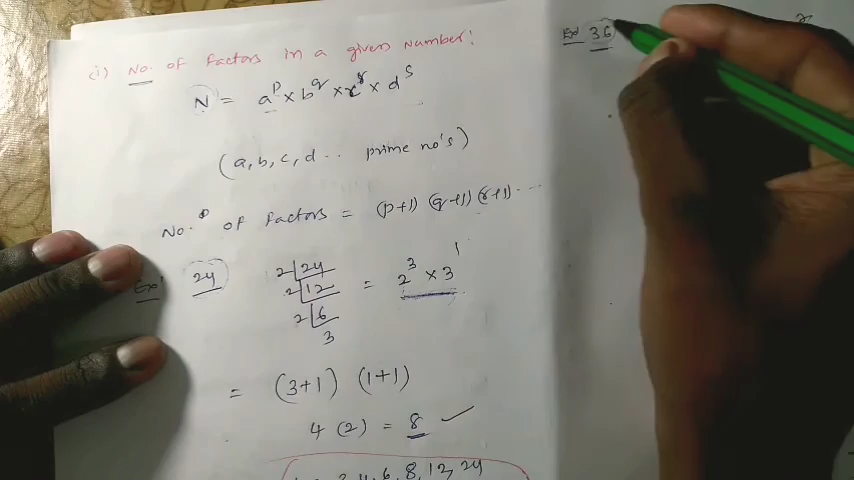 (i) No. of factors in a given Number:
N = a^p × b^q × r^r × d^s
(a, b, c, d .. prime no's)
No. of factors = (p+1) (q+1) (r+1) ....
Ex: 24
2 | 24
2 | 12
2 | 6
3
= 2^3 × 3^1
= (3+1) (1+1)
4 (2) = 8 ✓
2, 4, 6, 8, 12, 24
Ex 36